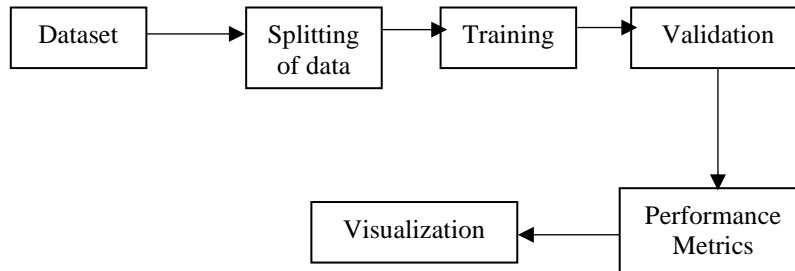 Dataset
Splitting
of data
Training
Validation
Performance
Metrics
Visualization